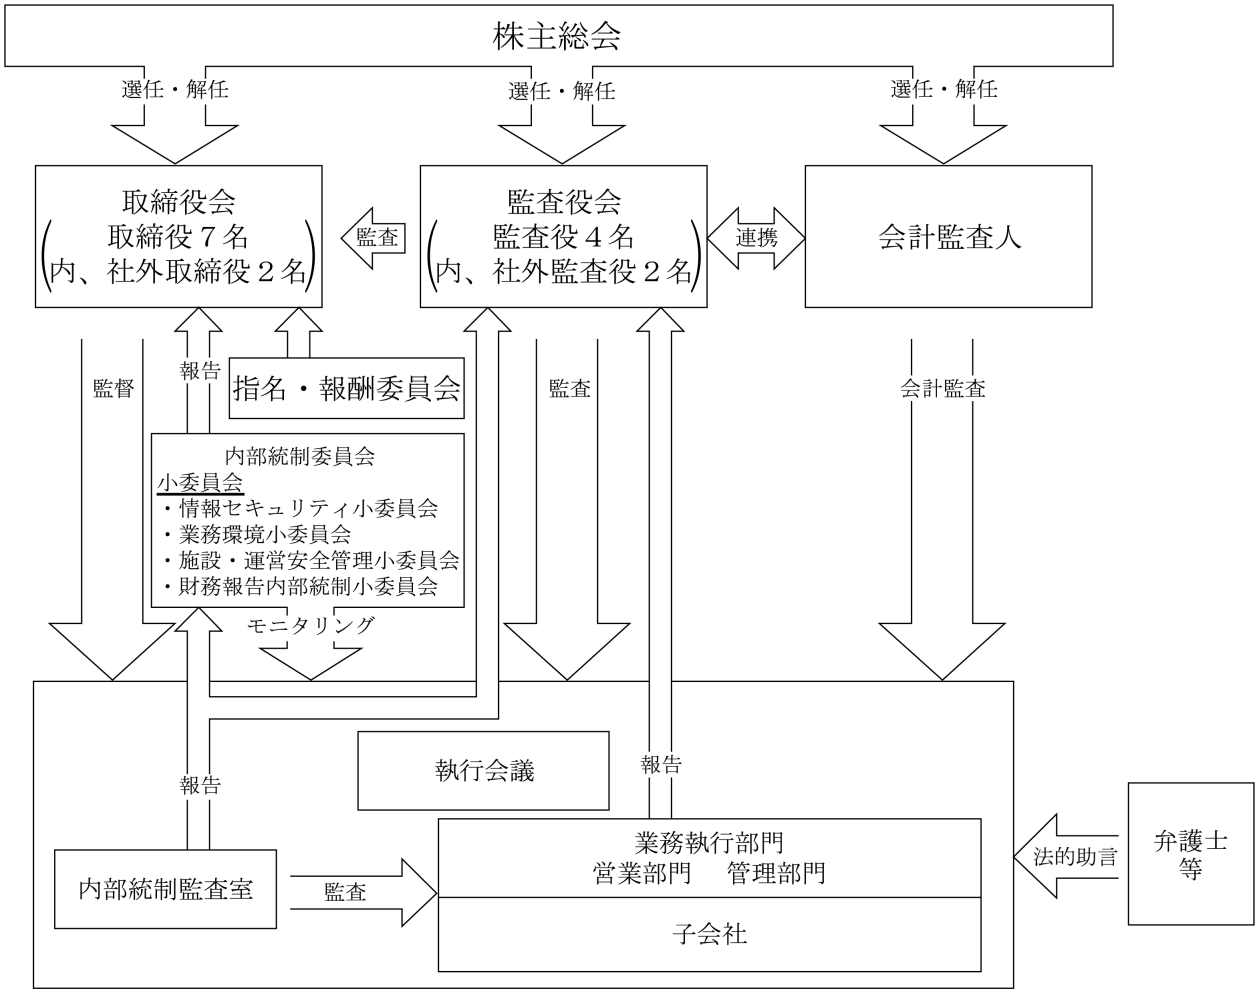 株主総会
選任・解任
選任・解任
選任・解任
取締役会
取締役７名
(内、社外取締役２名)
監査
監査役会
監査役４名
(内、社外監査役２名)
連携
会計監査人
監督
報告
指名・報酬委員会
監査
会計監査
内部統制委員会
小委員会
・情報セキュリティ小委員会
・業務環境小委員会
・施設・運営安全管理小委員会
・財務報告内部統制小委員会
モニタリング
執行会議
報告
報告
業務執行部門
営業部門　管理部門
子会社
内部統制監査室
監査
法的助言
弁護士
等